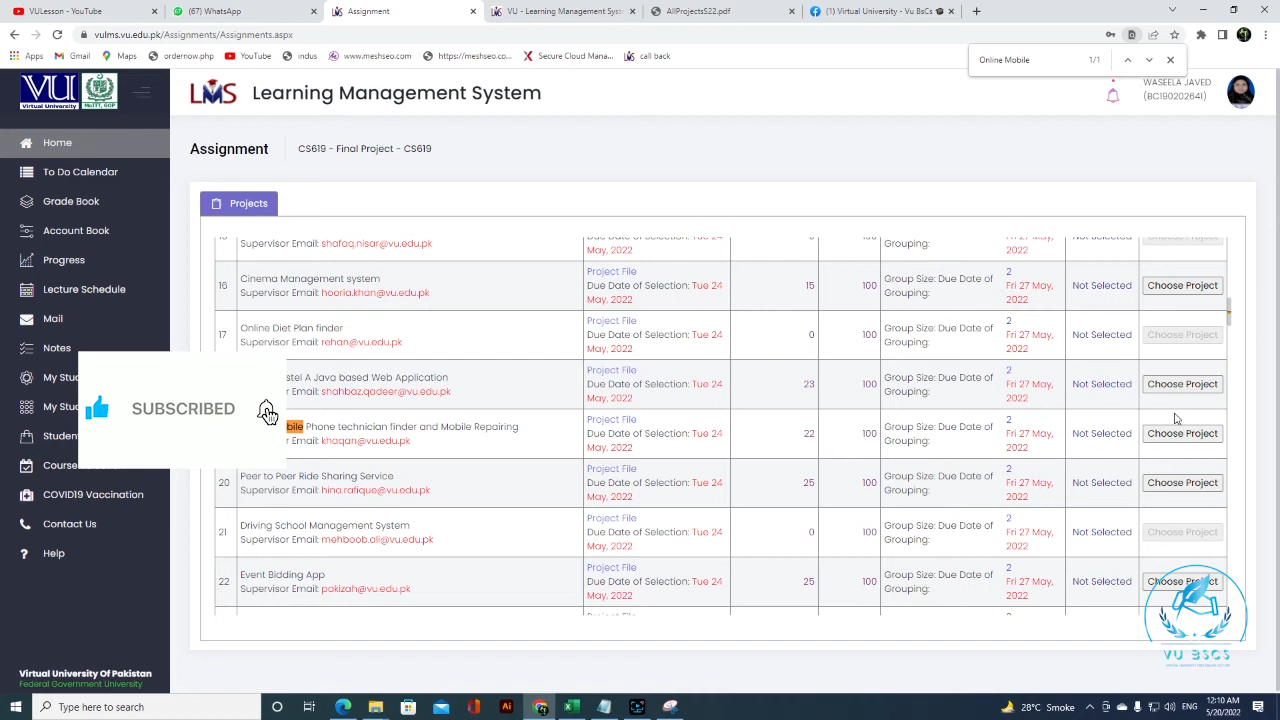 VULesson - YouTube
(67) WhatsApp
Assignment
VU - Learning Management Syste
AllProjectsS22.pdf
(1) Virtual University - Vu BsCs
vulms.vu.edu.pk/Assignments/Assignments.aspx
Apps
Gmail
Maps
YouTube
ordernow.php
indus
www.meshseo.com
https://meshseo.co...
Secure Cloud Mana...
call back
Online Mobile
1/1
VU
Virtual University
MoITT, GOP
LMS
Learning Management System
WASEELA JAVED
(BC190202641)
Home
To Do Calendar
Grade Book
Account Book
Progress
Lecture Schedule
Mail
Notes
My Stu
My Stu
Student
Course
COVID19 Vaccination
Contact Us
Help
Virtual University Of Pakistan
Federal Government University
Assignment
CS619 - Final Project - CS619
Projects
Supervisor Email: shafaq.nisar@vu.edu.pk
Due Date of Selection: Tue 24
May, 2022
Grouping:
Fri 27 May,
2022
Not Selected
Choose Project
16
Cinema Management system
Supervisor Email: hooria.khan@vu.edu.pk
Project File
Due Date of Selection: Tue 24
May, 2022
15
100
Group Size: Due Date of
Grouping:
2
Fri 27 May,
2022
Not Selected
Choose Project
17
Online Diet Plan finder
Supervisor Email: rehan@vu.edu.pk
Project File
Due Date of Selection: Tue 24
May, 2022
0
100
Group Size: Due Date of
Grouping:
2
Fri 27 May,
2022
Not Selected
Choose Project
stel A Java based Web Application
or Email: shahbaz.qadeer@vu.edu.pk
Project File
Due Date of Selection: Tue 24
May, 2022
23
100
Group Size: Due Date of
Grouping:
2
Fri 27 May,
2022
Not Selected
Choose Project
bile Phone technician finder and Mobile Repairing
or Email: khaqan@vu.edu.pk
Project File
Due Date of Selection: Tue 24
May, 2022
22
100
Group Size: Due Date of
Grouping:
2
Fri 27 May,
2022
Not Selected
Choose Project
20
Peer to Peer Ride Sharing Service
Supervisor Email: hina.rafique@vu.edu.pk
Project File
Due Date of Selection: Tue 24
May, 2022
25
100
Group Size: Due Date of
Grouping:
2
Fri 27 May,
2022
Not Selected
Choose Project
21
Driving School Management System
Supervisor Email: mehboob.ali@vu.edu.pk
Project File
Due Date of Selection: Tue 24
May, 2022
0
100
Group Size: Due Date of
Grouping:
2
Fri 27 May,
2022
Not Selected
Choose Project
22
Event Bidding App
Supervisor Email: pakizah@vu.edu.pk
Project File
Due Date of Selection: Tue 24
May, 2022
25
100
Group Size: Due Date of
Grouping:
2
Fri 27 May,
2022
Not Selected
Choose Project
SUBSCRIBED
VU BSCS
Type here to search
28°C Smoke
ENG
12:10 AM
5/20/2022